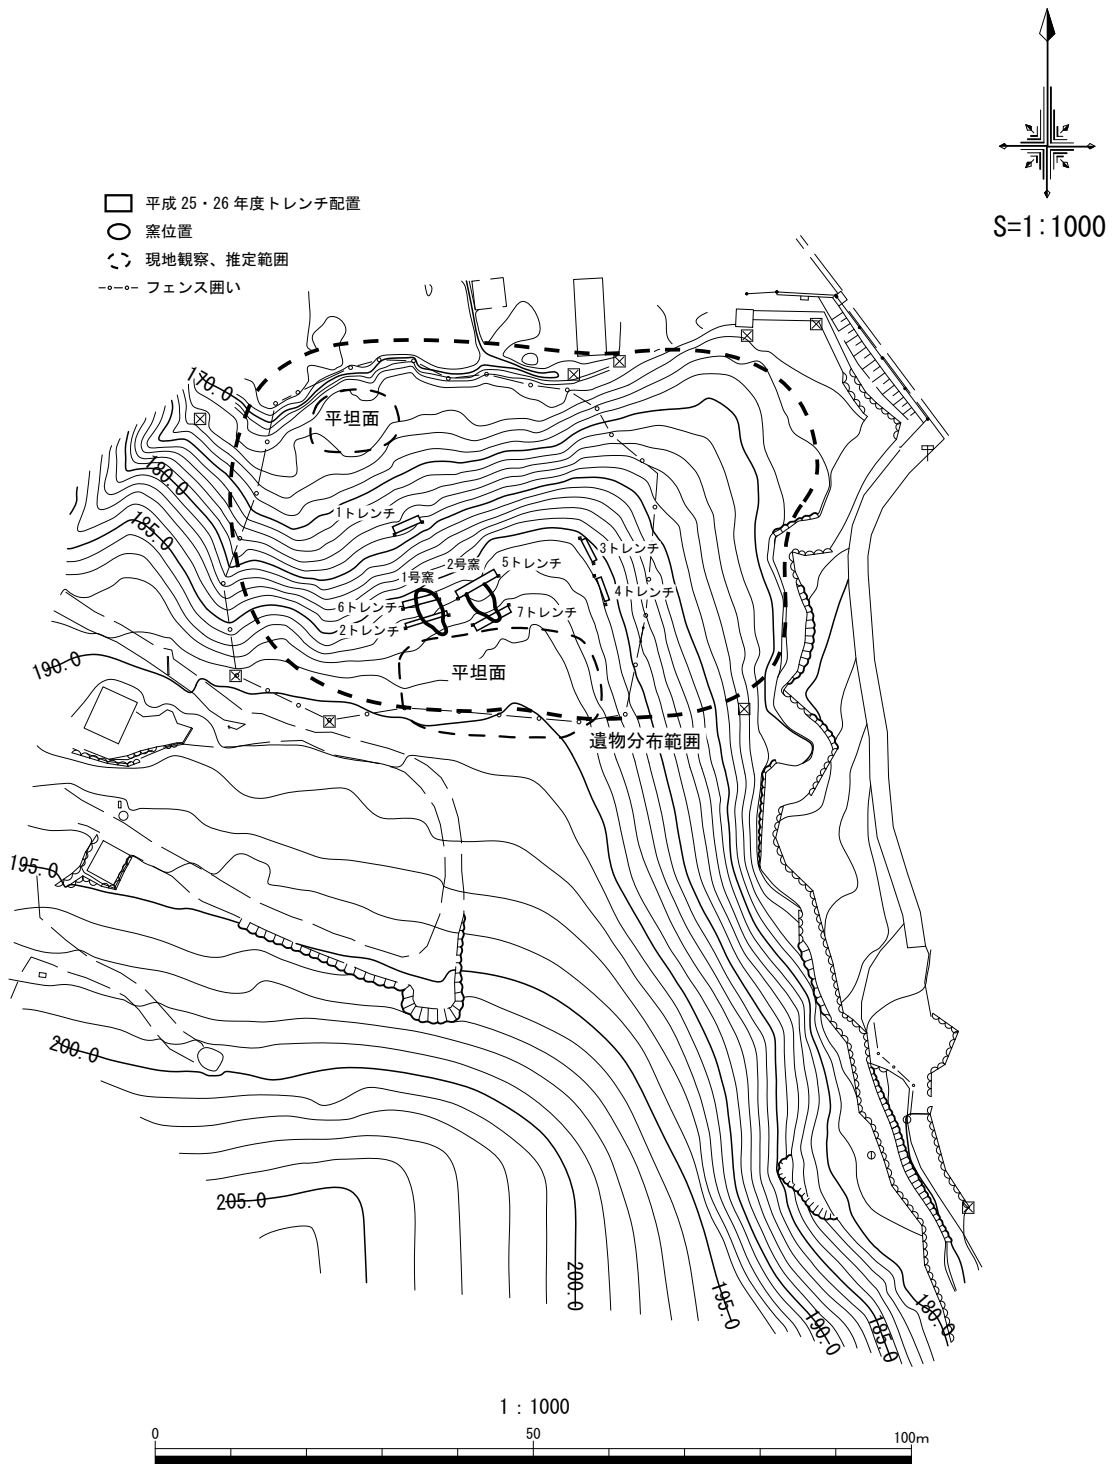 S=1:1000
平成25・26年度トレンチ配置
窯位置
現地観察、推定範囲
フェンス囲い
170.0
平坦面
180.0
185.0
1トレンチ
3トレンチ
2号窯
5トレンチ
1号窯
4トレンチ
6トレンチ
7トレンチ
2トレンチ
190.0
平坦面
遺物分布範囲
195.0
200.0
205.0
200.0
195.0
190.0
185.0
180.0
1:1000
0
50
100m